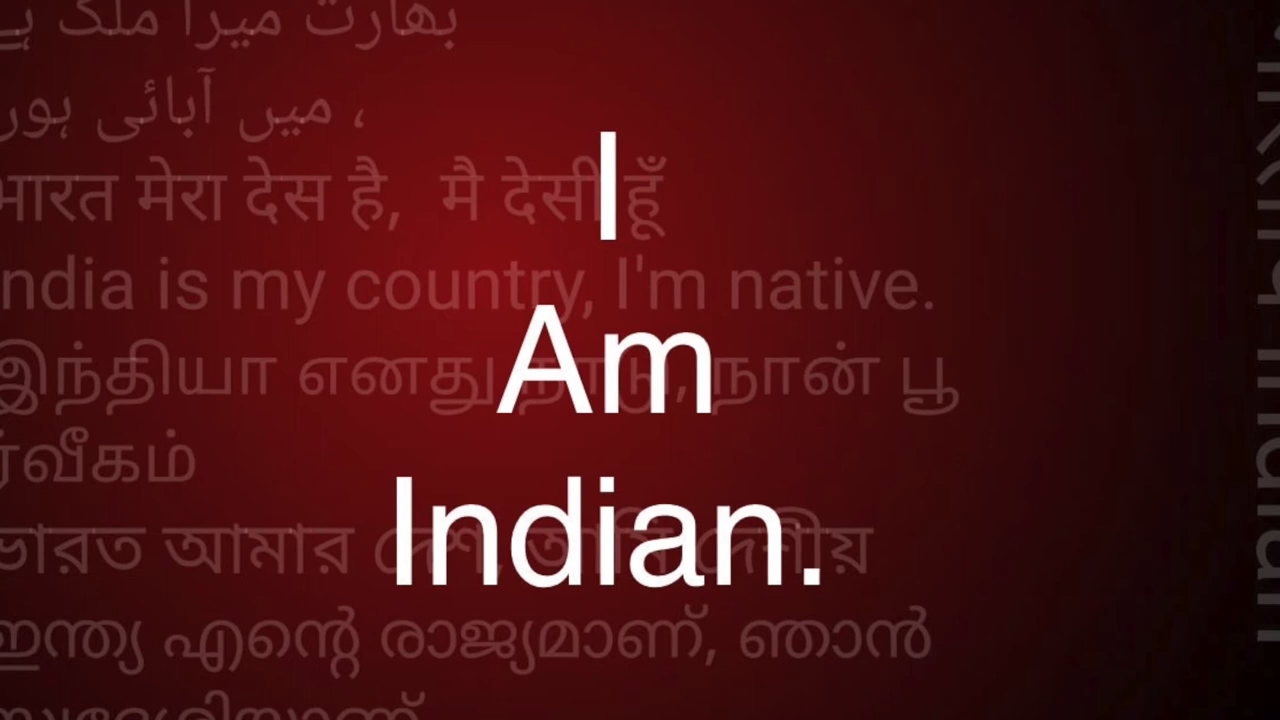 بھارت میرا ملک ہے
، میں آبائی ہوں
भारत मेरा देस है, मै देसी हूँ
India is my country, I'm native.
இந்தியா எனது நாடு, நான் பூ
ர்வீகம்
ভারত আমার দেশ, আমি দেশীয়
ഇന്ത്യ എന്റെ രാജ്യമാണ്, ഞാൻ
I
Am
Indian.